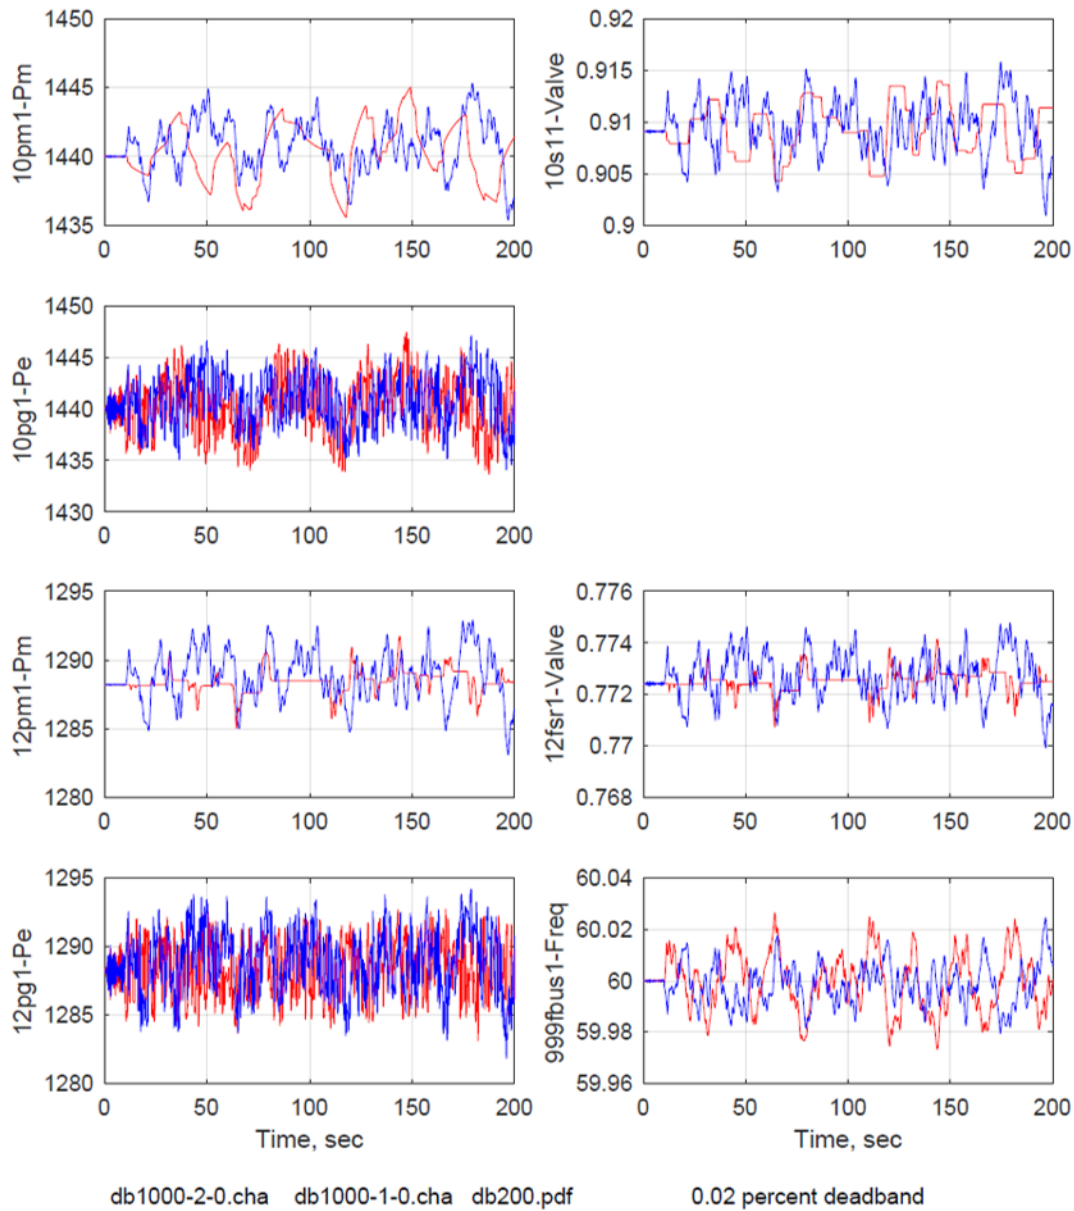 1450
1445
1440
1435
0 50 100 150 200
10pm1-Pm
0.92
0.915
0.91
0.905
0.9
0 50 100 150 200
10s11-Valve
1450
1445
1440
1435
1430
0 50 100 150 200
10pg1-Pe
1295
1290
1285
1280
0 50 100 150 200
12pm1-Pm
0.776
0.774
0.772
0.77
0.768
0 50 100 150 200
12fsr1-Valve
1295
1290
1285
1280
0 50 100 150 200
12pg1-Pe
Time, sec
60.04
60.02
60
59.98
59.96
0 50 100 150 200
999fbus1-Freq
Time, sec
db1000-2-0.cha db1000-1-0.cha db200.pdf 0.02 percent deadband